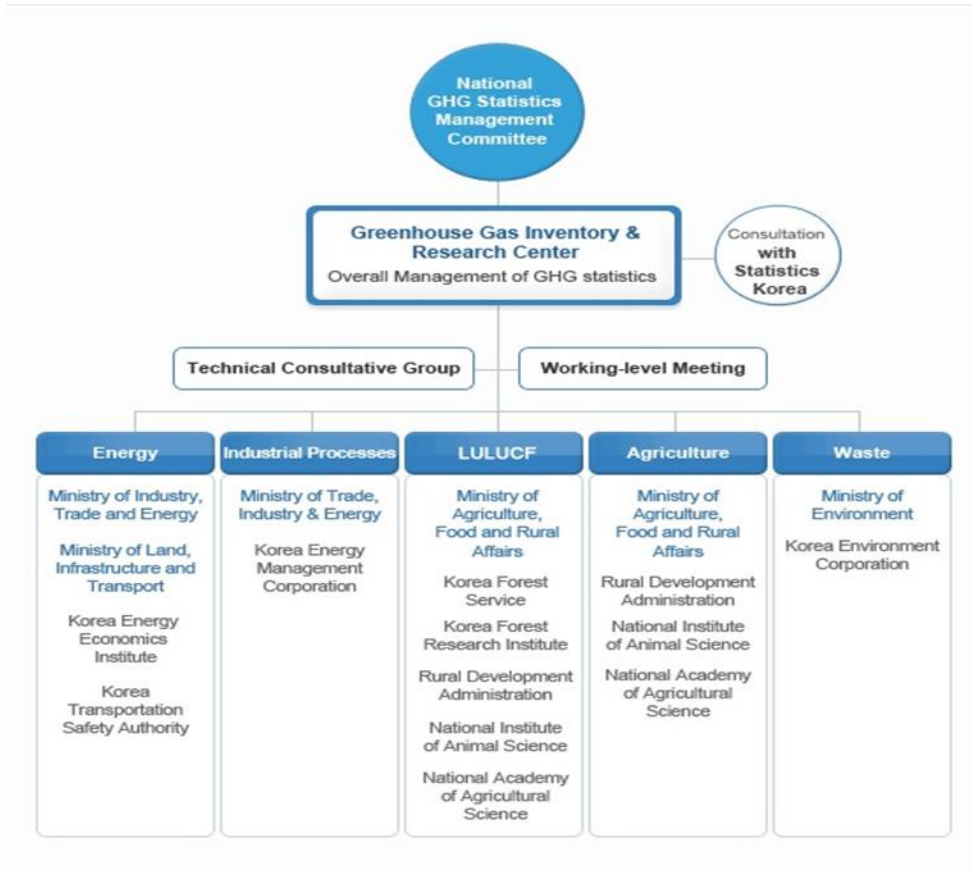 National
GHG Statistics
Management
Committee
Greenhouse Gas Inventory &
Research Center
Overall Management of GHG statistics
Consultation
with
Statistics
Korea
Technical Consultative Group
Working-level Meeting
Energy
Ministry of Industry,
Trade and Energy
Ministry of Land,
Infrastructure and
Transport
Korea Energy
Economics
Institute
Korea
Transportation
Safety Authority
Industrial Processes
Ministry of Trade,
Industry & Energy
Korea Energy
Management
Corporation
LULUCF
Ministry of
Agriculture,
Food and Rural
Affairs
Korea Forest
Service
Korea Forest
Research Institute
Rural Development
Administration
National Institute
of Animal Science
National Academy
of Agricultural
Science
Agriculture
Ministry of
Agriculture,
Food and Rural
Affairs
Rural Development
Administration
National Institute
of Animal Science
National Academy
of Agricultural
Science
Waste
Ministry of
Environment
Korea Environment
Corporation